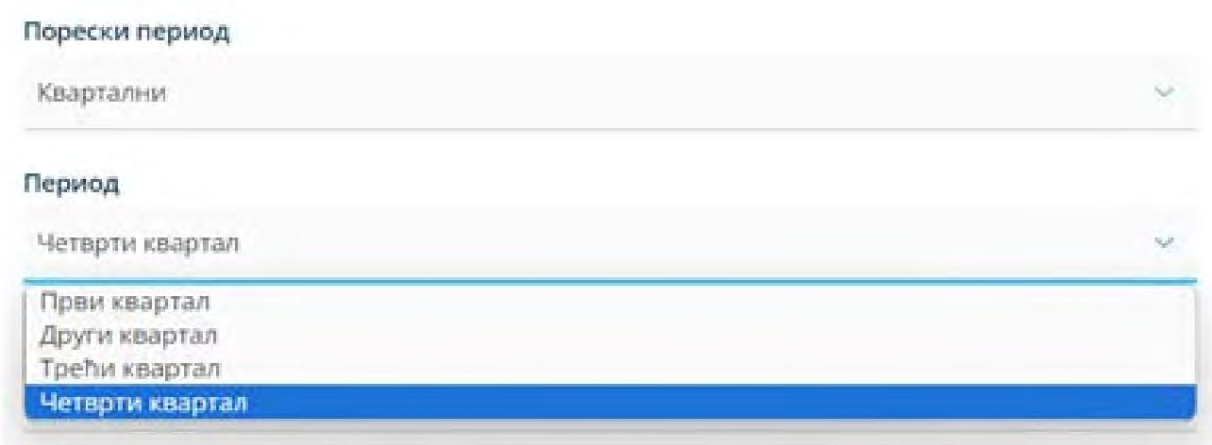 Порески период
Квартални
Период
Четврти квартал
Први квартал
Други квартал
Трећи квартал
Четврти квартал